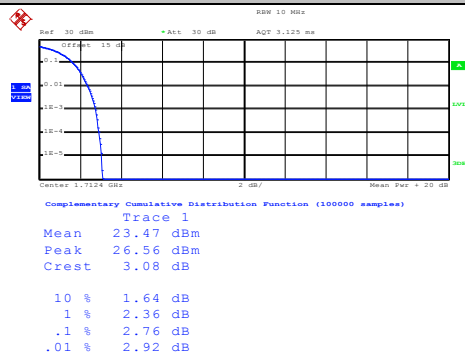 RBW 10 MHz
Ref 30 dBm *Att 30 dB AQT 3.125 ms
Offset 15 dB
0.1
A
0.01
1 SA
VIEW
1E-3
LVL
1E-4
1E-5
3DB
Center 1.7124 GHz 2 dB/ Mean Pwr + 20 dB
Complementary Cumulative Distribution Function (100000 samples)
Trace 1
Mean 23.47 dBm
Peak 26.56 dBm
Crest 3.08 dB
10 % 1.64 dB
1 % 2.36 dB
.1 % 2.76 dB
.01 % 2.92 dB